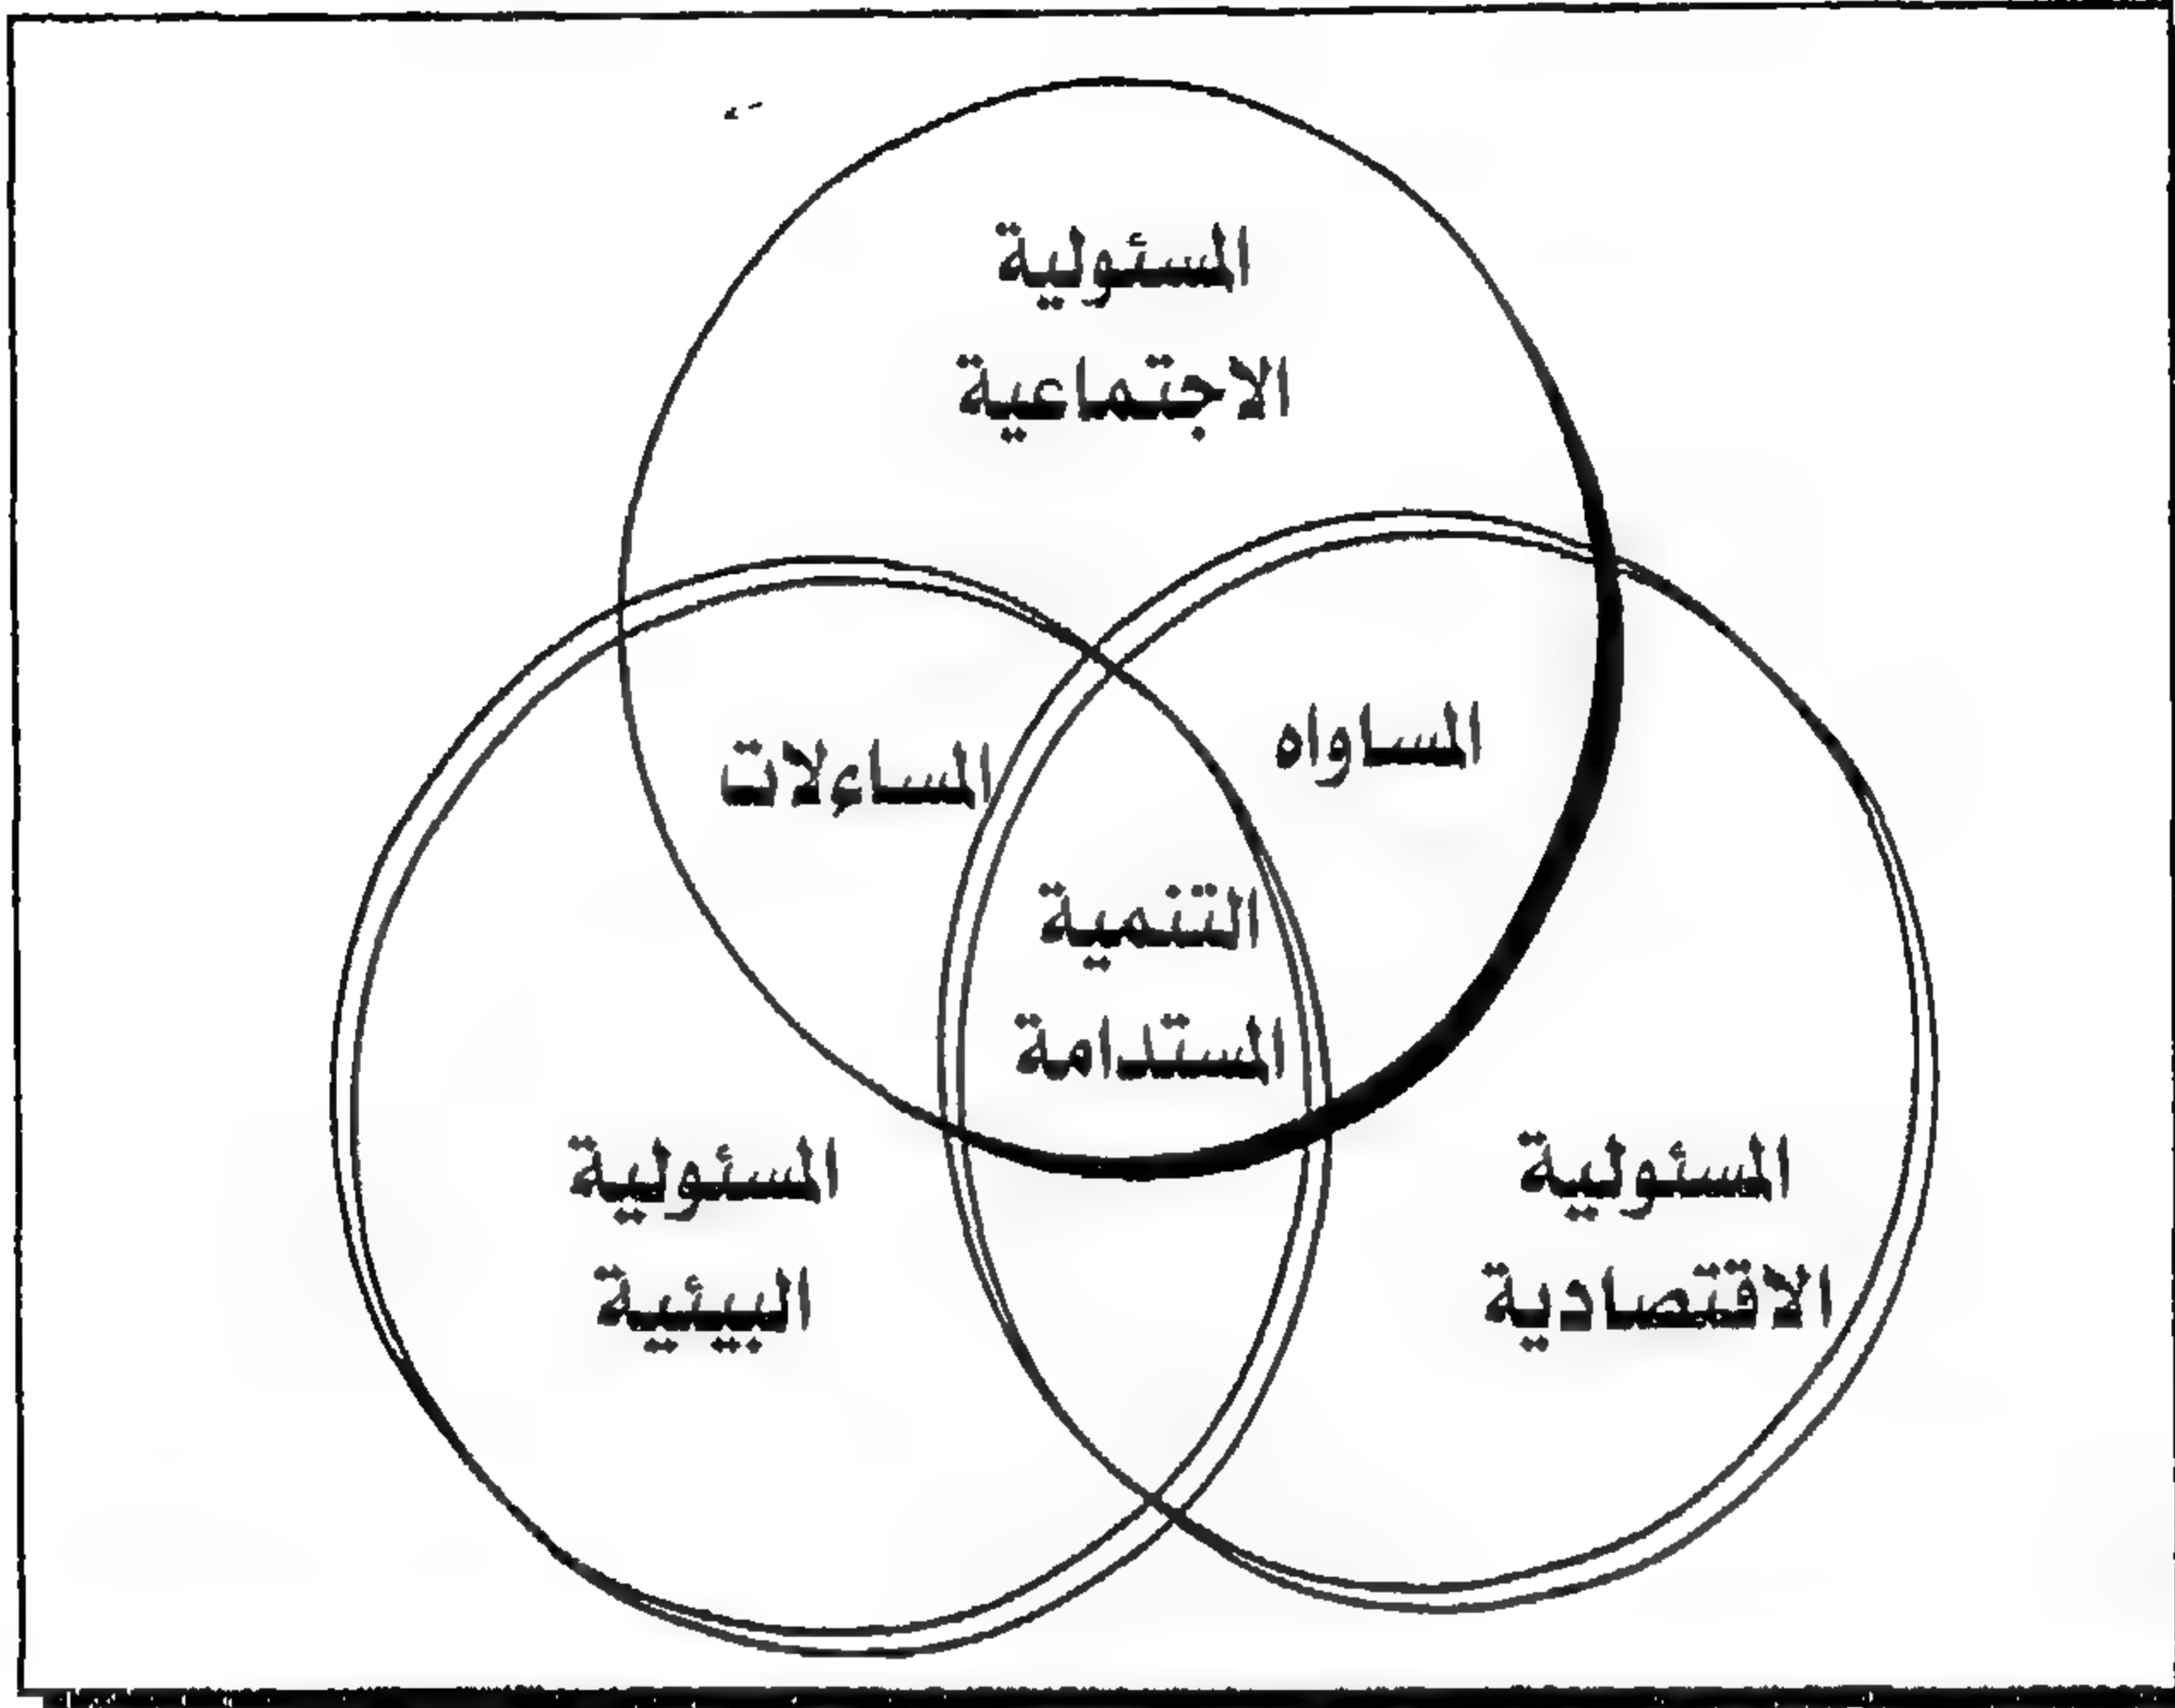 المسئولية
الاجتماعية
المساواه
المساءلات
التنمية
المستدامة
المسئولية
الاقتصادية
المسئولية
البيئية